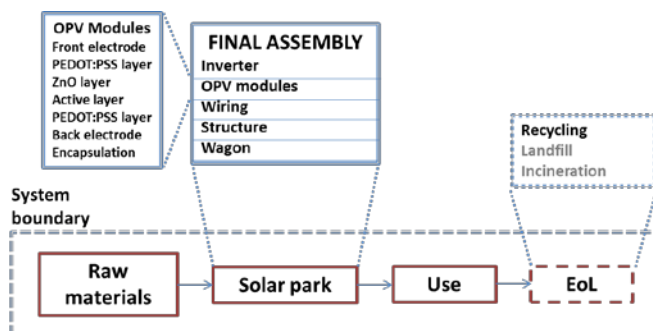 OPV Modules
Front electrode
PEDOT:PSS layer
ZnO layer
Active layer
PEDOT:PSS layer
Back electrode
Encapsulation
FINAL ASSEMBLY
Inverter
OPV modules
Wiring
Structure
Wagon
Recycling
Landfill
Incineration
System
boundary
Raw
materials
Solar park
Use
EoL